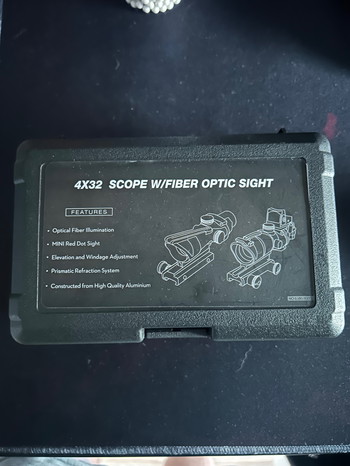 4X32 SCOPE W/FIBER OPTIC SIGHT
FEATURES
• Optical Fiber Illumination
• MINI Red Dot Sight
• Elevation and Windage Adjustment
• Prismatic Refraction System
• Constructed from High Quality Aluminium